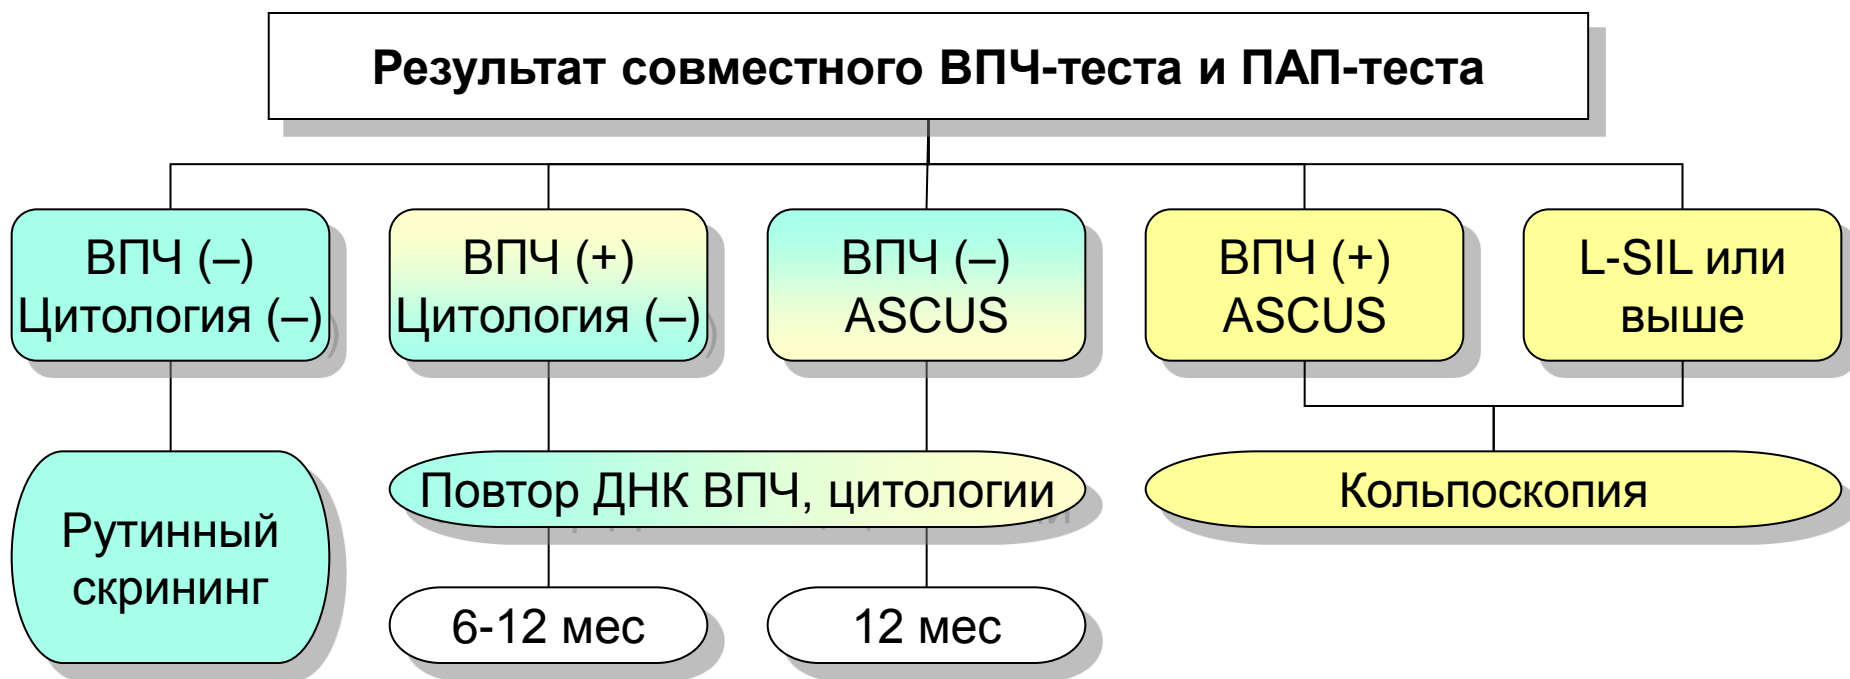 Результат совместного ВПЧ-теста и ПАП-теста
ВПЧ (–)
Цитология (–)
ВПЧ (+)
Цитология (–)
ВПЧ (–)
ASCUS
ВПЧ (+)
ASCUS
L-SIL или
выше
Рутинный
скрининг
Повтор ДНК ВПЧ, цитологии
Кольпоскопия
6-12 мес
12 мес